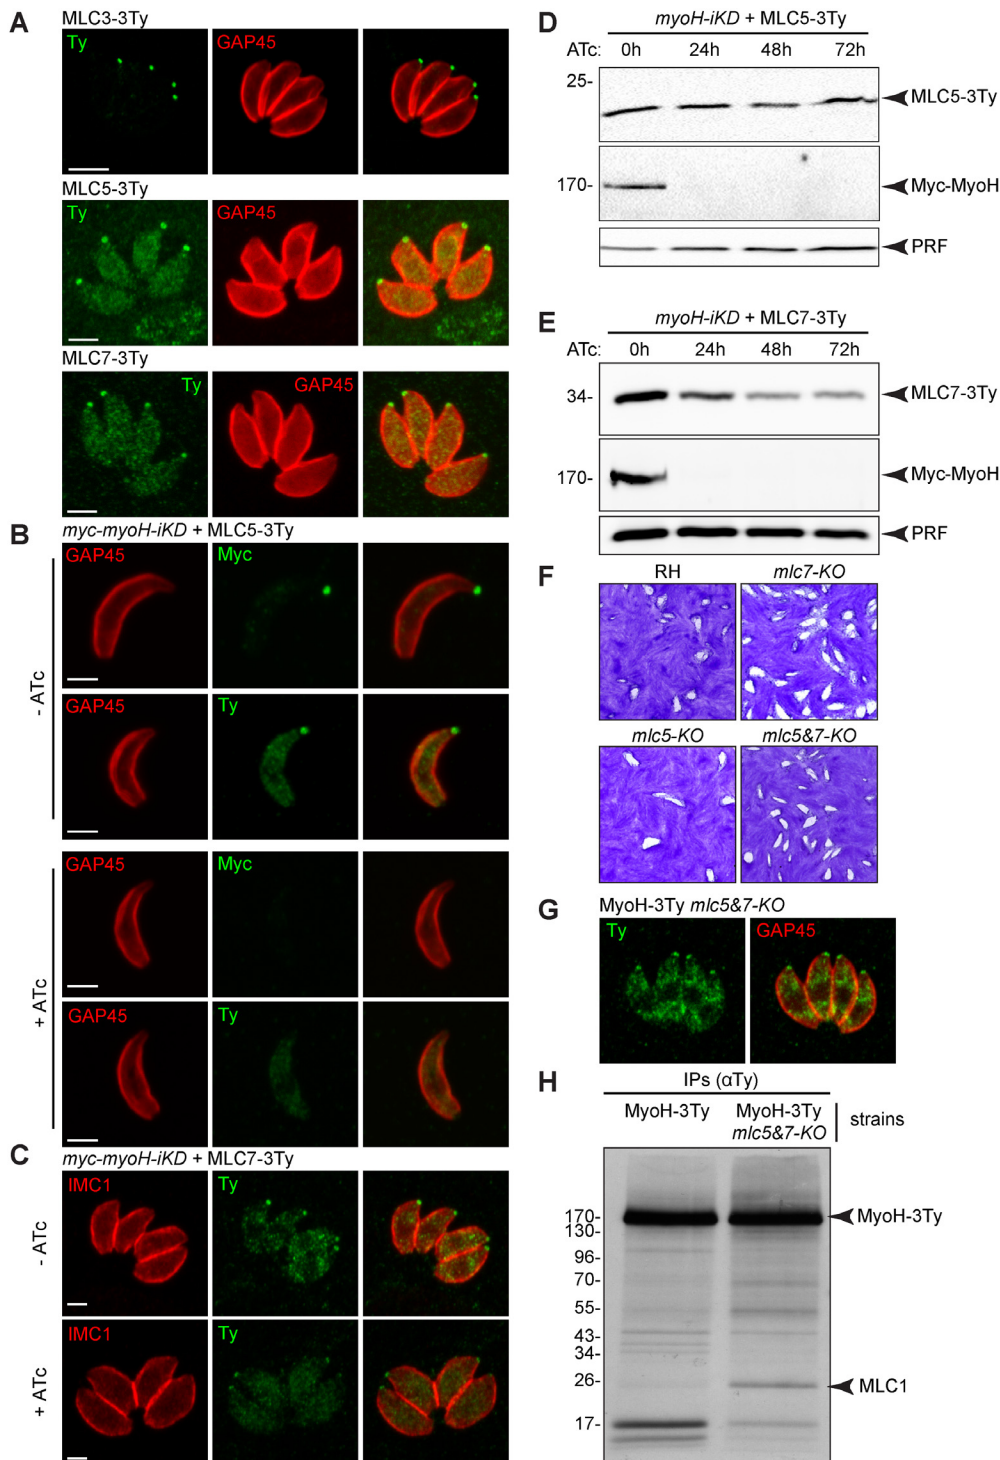 A
MLC3-3Ty
Ty
GAP45
MLC5-3Ty
Ty
GAP45
MLC7-3Ty
Ty
GAP45
B
myc-myoH-iKD + MLC5-3Ty
- ATc
GAP45
Myc
GAP45
Ty
+ ATc
GAP45
Myc
GAP45
Ty
C
myc-myoH-iKD + MLC7-3Ty
- ATc
IMC1
Ty
+ ATc
IMC1
Ty
D
myoH-iKD + MLC5-3Ty
ATc: 0h 24h 48h 72h
25-
MLC5-3Ty
170-
Myc-MyoH
PRF
E
myoH-iKD + MLC7-3Ty
ATc: 0h 24h 48h 72h
34-
MLC7-3Ty
170-
Myc-MyoH
PRF
F
RH
mlc7-KO
mlc5-KO
mlc5&7-KO
G
MyoH-3Ty mlc5&7-KO
Ty
GAP45
H
IPs (αTy)
MyoH-3Ty
MyoH-3Ty
mlc5&7-KO
strains
170-
MyoH-3Ty
130-
96-
70-
55-
43-
34-
26-
MLC1
17-